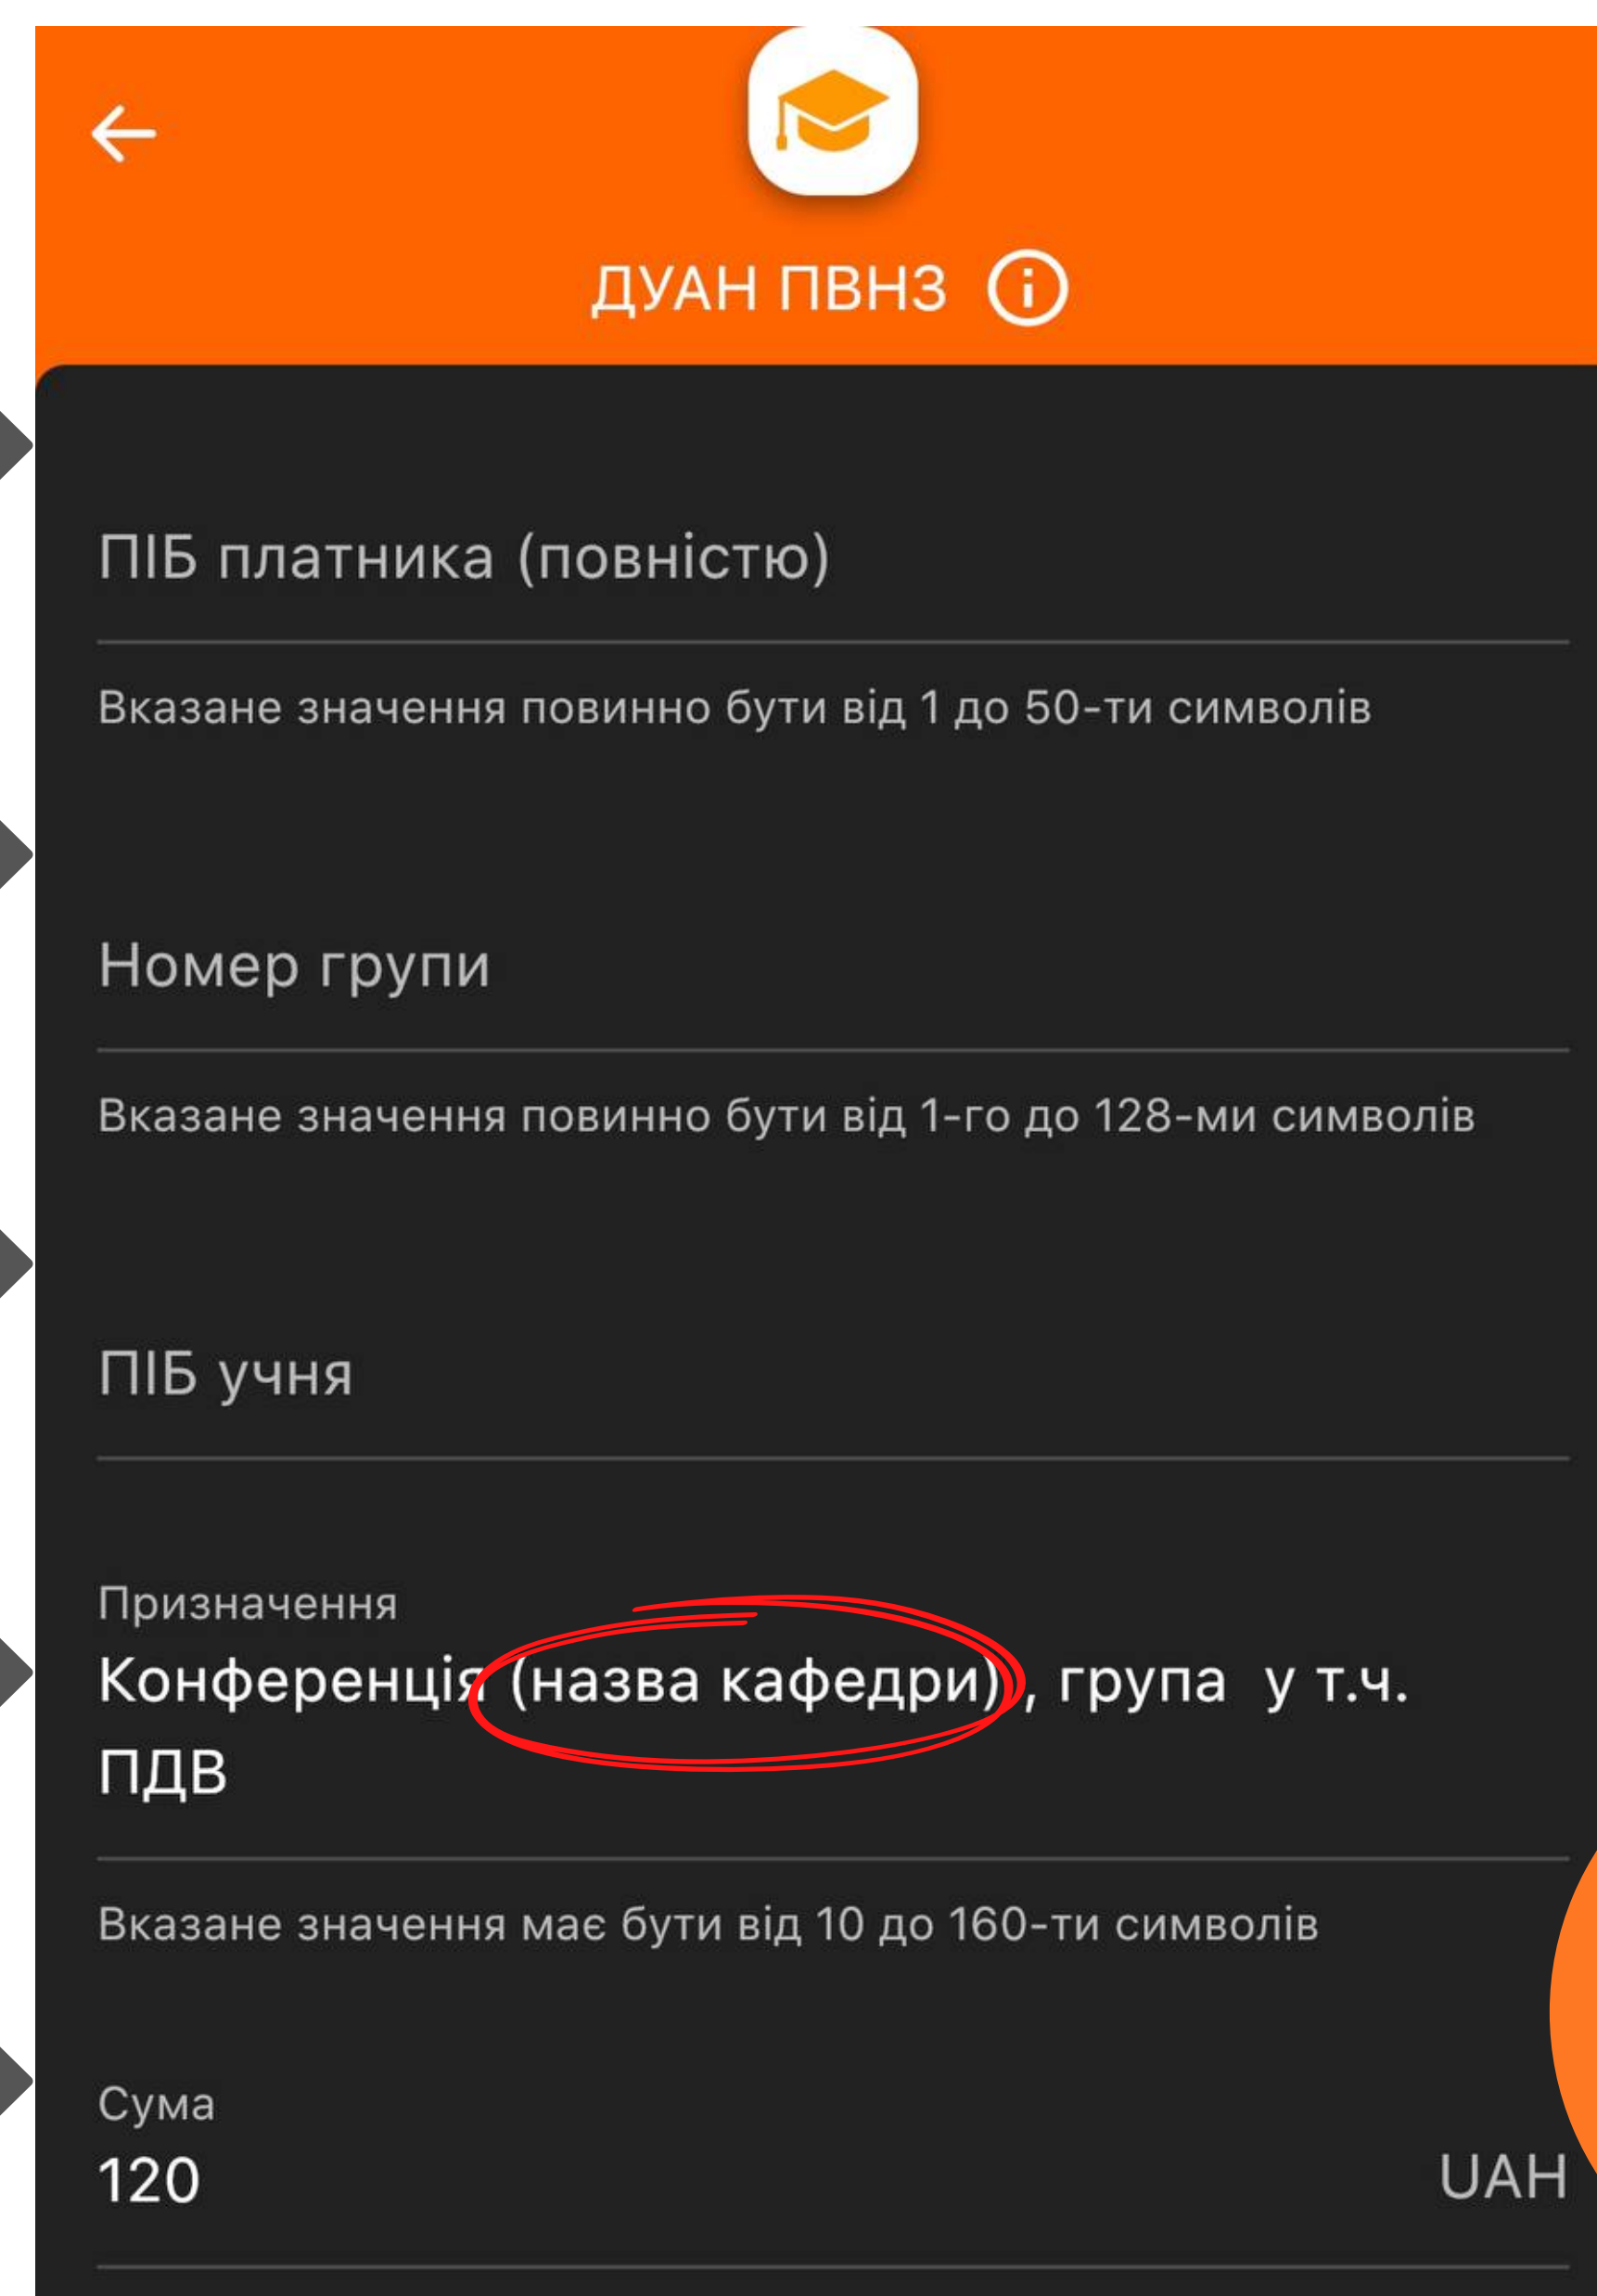 ДУАН ПВНЗ
ПІБ платника (повністю)
Вказане значення повинно бути від 1 до 50-ти символів
Номер групи
Вказане значення повинно бути від 1-го до 128-ми символів
ПІБ учня
Призначення
Конференція (назва кафедри) , група  у т.ч.
ПДВ
Вказане значення має бути від 10 до 160-ти символів
Сума
120 UAH